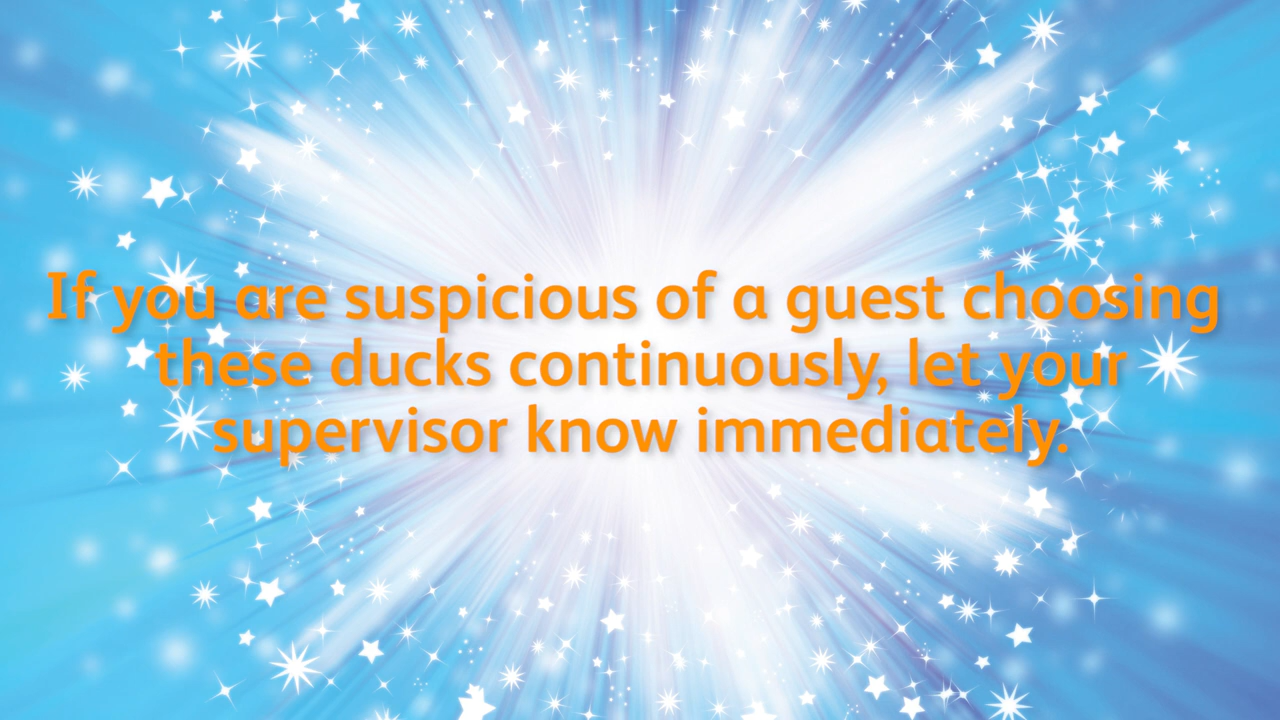 If you are suspicious of a guest choosing
these ducks continuously, let your
supervisor know immediately.